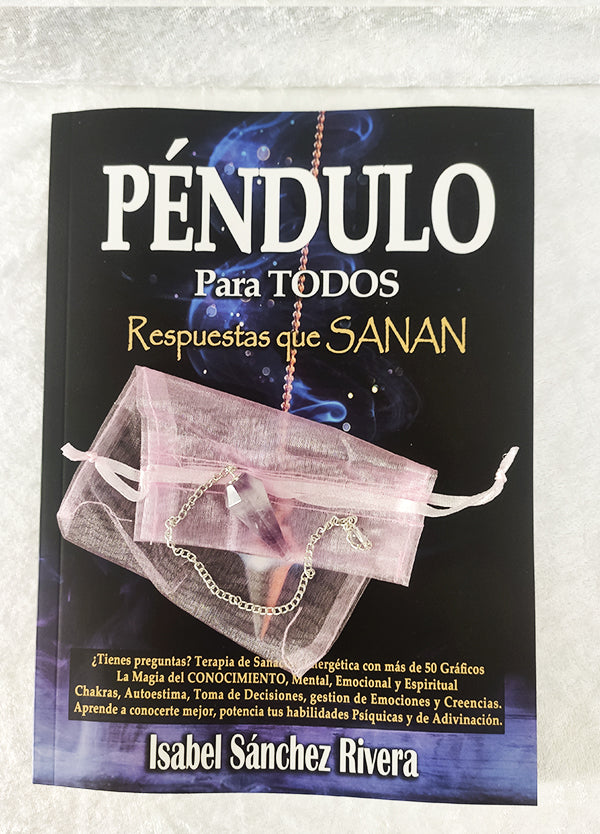 PÉNDULO
Para TODOS
Respuestas que SANAN
¿Tienes preguntas? Terapia de Energética con más de 50 Gráficos
La Magia del CONOCIMIENTO, Mental, Emocional y Espiritual
Chakras, Autoestima, Toma de Decisiones, gestion de Emociones y Creencias.
Aprende a conocerte mejor, potencia tus habilidades Psíquicas y de Adivinación.
Isabel Sánchez Rivera